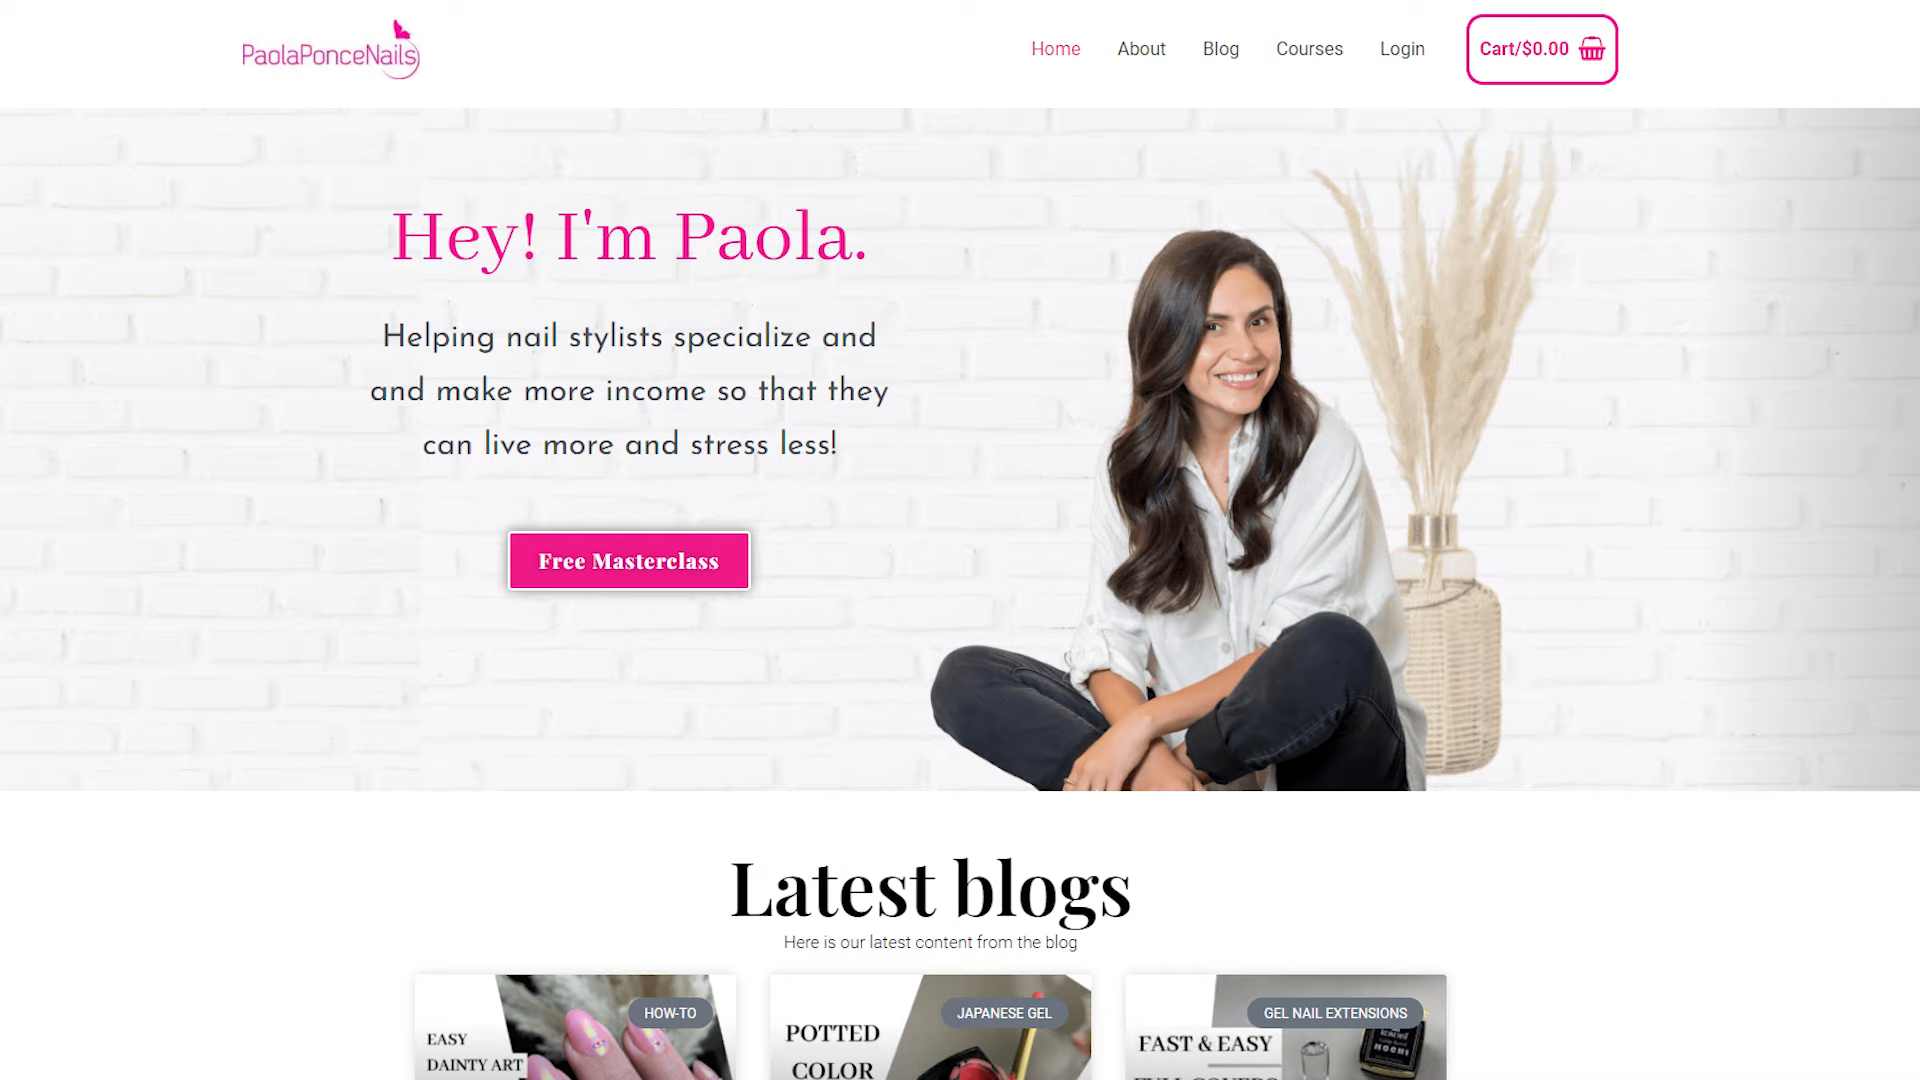 PaolaPonceNails
Home
About
Blog
Courses
Login
Cart/$0.00
Hey! I'm Paola.
Helping nail stylists specialize and
and make more income so that they
can live more and stress less!
Free Masterclass
Latest blogs
Here is our latest content from the blog
HOW-TO
EASY
DAINTY ART
JAPANESE GEL
POTTED
COLOR
GEL NAIL EXTENSIONS
FAST & EASY
MOCHI